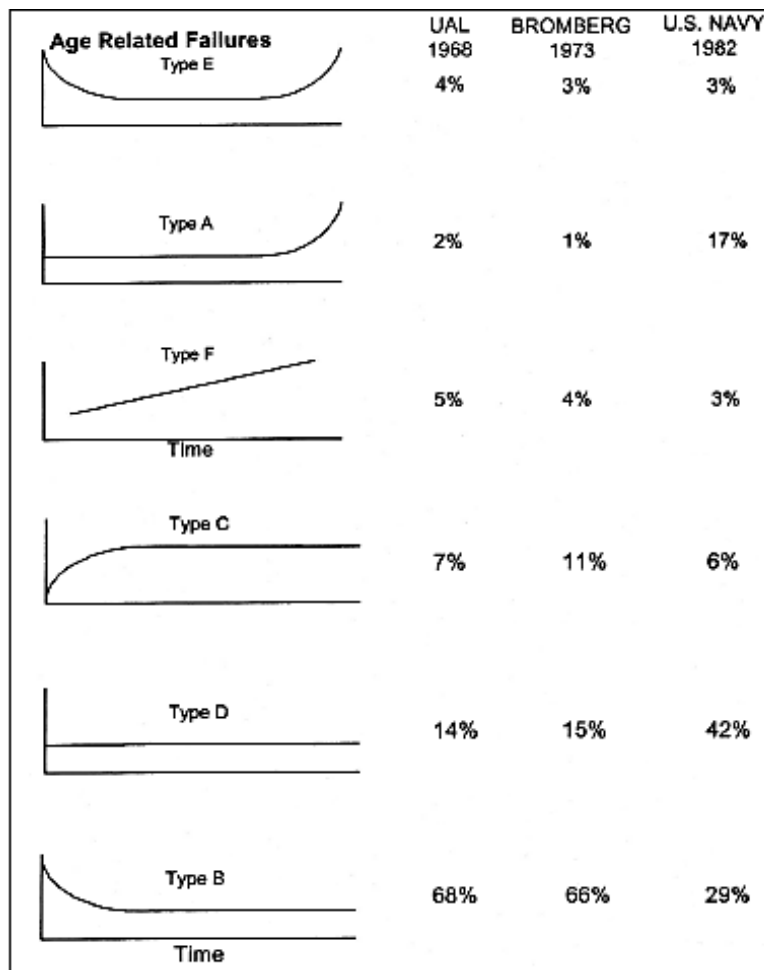 Age Related Failures
UAL
1968
BROMBERG
1973
U.S. NAVY
1982
Type E
4%
3%
3%
Type A
2%
1%
17%
Type F
5%
4%
3%
Time
Type C
7%
11%
6%
Type D
14%
15%
42%
Type B
68%
66%
29%
Time